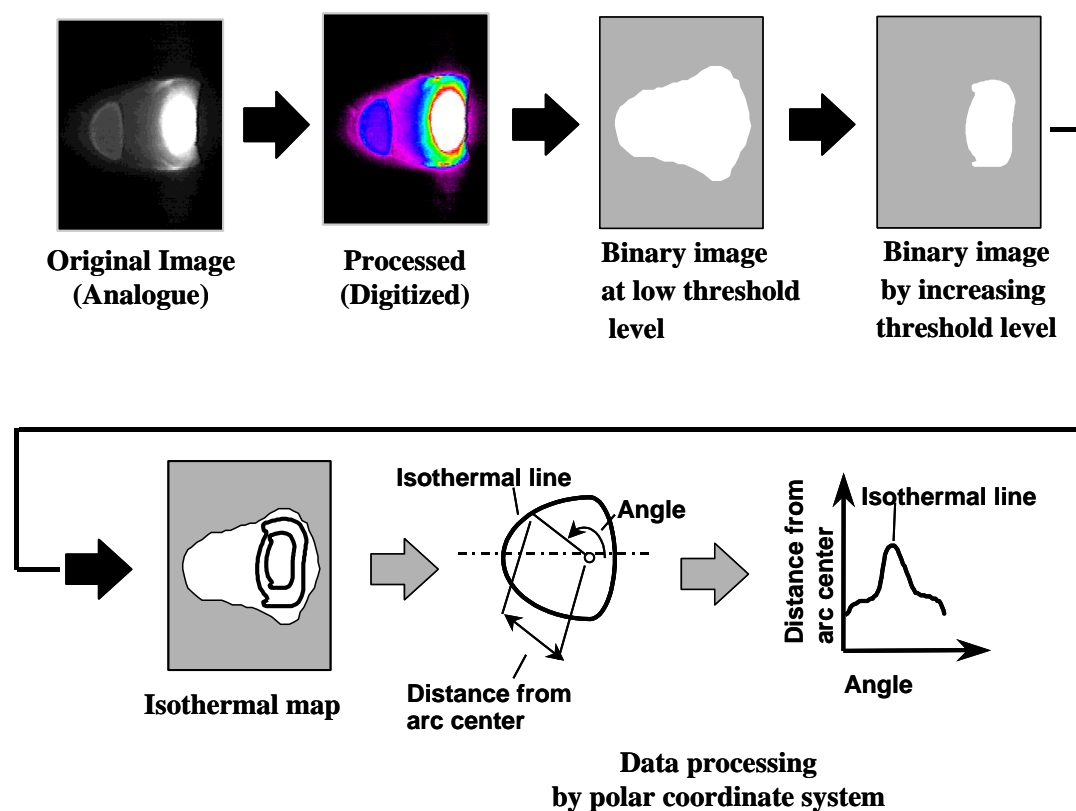 Original Image
(Analogue)
Processed
(Digitized)
Binary image
at low threshold
level
Binary image
by increasing
threshold level
Isothermal map
Isothermal line
Angle
Distance from
arc center
Distance from
arc center
Isothermal line
Angle
Data processing
by polar coordinate system